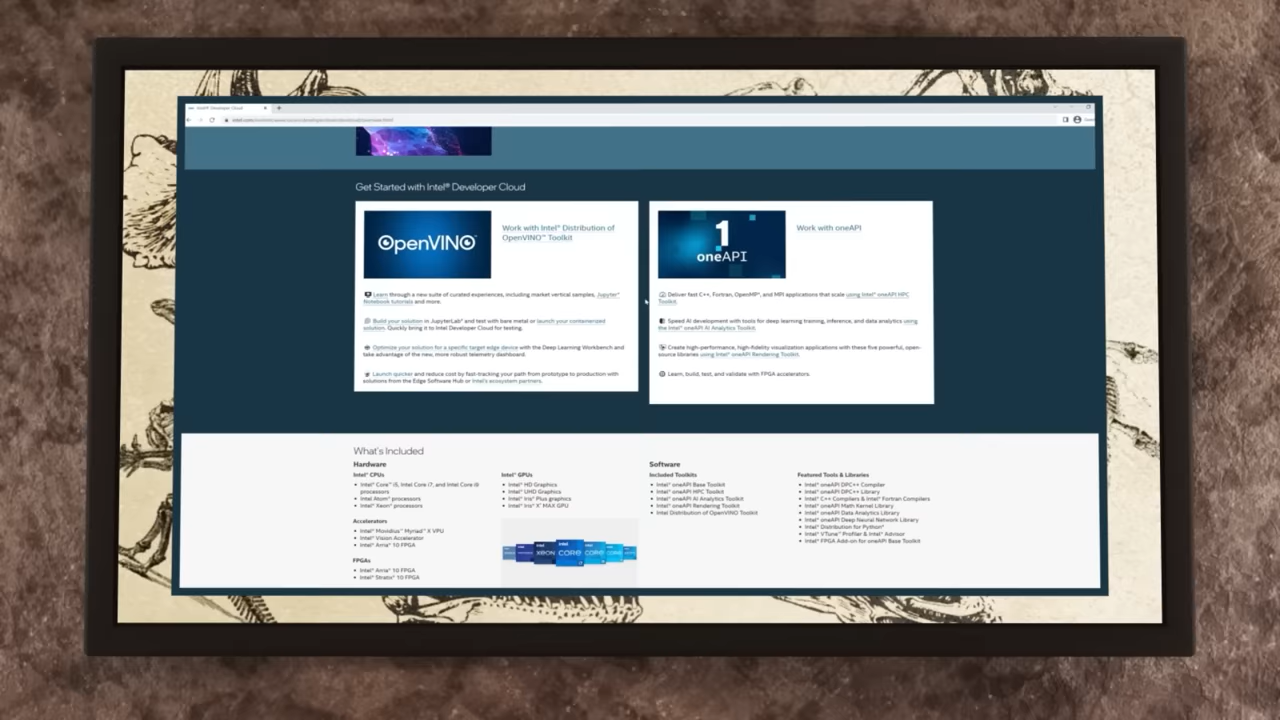 Intel® Developer Cloud
Get Started with Intel® Developer Cloud
OpenVINO™
Work with Intel® Distribution of
OpenVINO™ Toolkit
Learn through a new suite of curated experiences, including market vertical samples, Jupyter®
Notebook tutorials and more.
Build your solution in JupyterLab® and test with bare metal or launch your containerized
solution. Quickly bring it to Intel Developer Cloud for testing.
Optimize your solution for a specific target edge device with the Deep Learning Workbench and
take advantage of the new, more robust telemetry dashboard.
Launch quicker and reduce cost by fast-tracking your path from prototype to production with
solutions from the Edge Software Hub or Intel's ecosystem partners.
1
oneAPI
Work with oneAPI
Deliver fast C++, Fortran, OpenMP®, and MPI applications that scale using Intel® oneAPI HPC
Toolkit.
Speed AI development with tools for deep learning training, inference, and data analytics using
the Intel® oneAPI AI Analytics Toolkit.
Create high-performance, high-fidelity visualization applications with these five powerful, open-
source libraries using Intel® oneAPI Rendering Toolkit.
Learn, build, test, and validate with FPGA accelerators.
What's Included
Hardware
Intel® CPUs
Intel® Core™ i5, Intel Core i7, and Intel Core i9
processors
Intel Atom® processors
Intel® Xeon® processors
Accelerators
Intel® Movidius™ Myriad™ X VPU
Intel® Vision Accelerator
Intel® Arria® 10 FPGA
FPGAs
Intel® Arria® 10 FPGA
Intel® Stratix® 10 FPGA
Intel® GPUs
Intel® HD Graphics
Intel® UHD Graphics
Intel® Iris® Plus graphics
Intel® Iris® Xe MAX GPU
XEON
CORE
CORE
CORE
Software
Included Toolkits
Intel® oneAPI Base Toolkit
Intel® oneAPI HPC Toolkit
Intel® oneAPI AI Analytics Toolkit
Intel® oneAPI Rendering Toolkit
Intel Distribution of OpenVINO Toolkit
Featured Tools & Libraries
Intel® oneAPI DPC++ Compiler
Intel® oneAPI DPC++ Library
Intel® C++ Compilers & Intel® Fortran Compilers
Intel® oneAPI Math Kernel Library
Intel® oneAPI Data Analytics Library
Intel® oneAPI Deep Neural Network Library
Intel® Distribution for Python®
Intel® VTune™ Profiler & Intel® Advisor
Intel® FPGA Add-on for oneAPI Base Toolkit